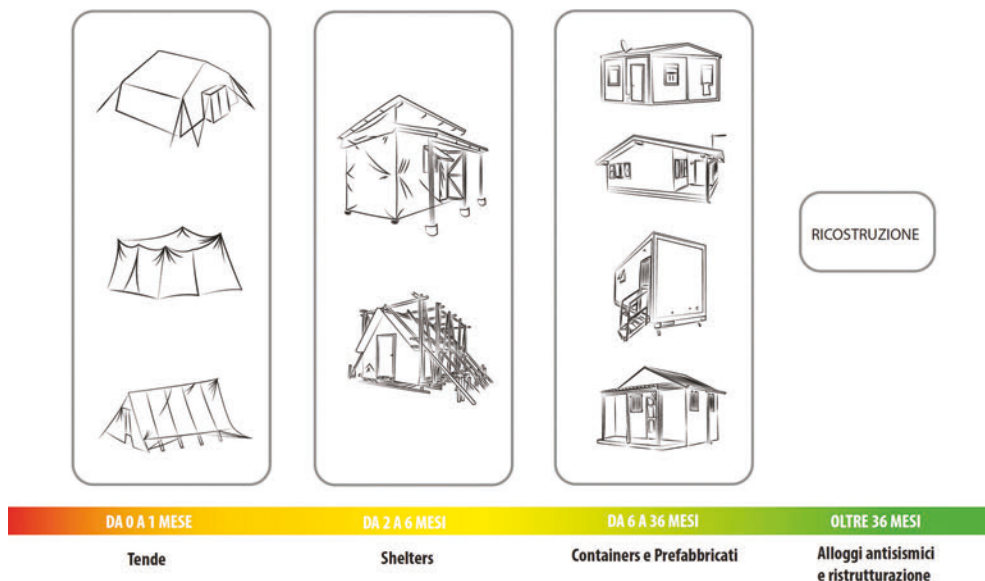 RICOSTRUZIONE
DA 0 A 1 MESE
DA 2 A 6 MESI
DA 6 A 36 MESI
OLTRE 36 MESI
Tende
Shelters
Containers e Prefabbricati
Alloggi antisismici
e ristrutturazione